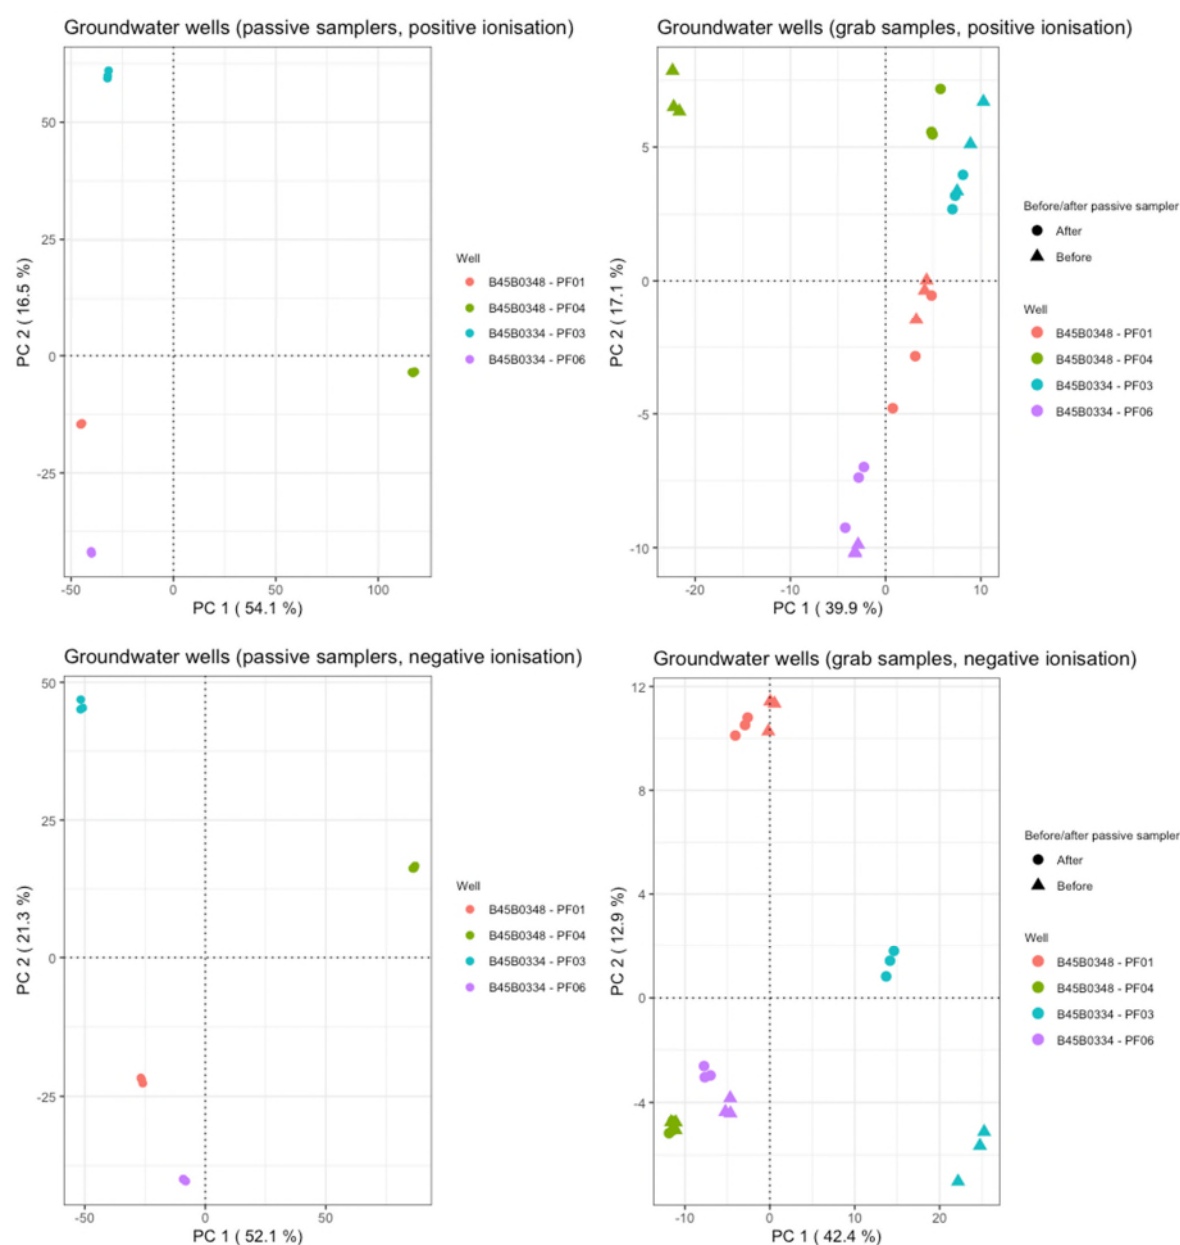 Groundwater wells (passive samplers, positive ionisation)
50
25
0
-25
-50
0
50
100
PC 2 ( 16.5 %)
PC 1 ( 54.1 %)
Well
B45B0348 - PF01
B45B0348 - PF04
B45B0334 - PF03
B45B0334 - PF06
Groundwater wells (grab samples, positive ionisation)
5
0
-5
-10
-20
-10
0
10
PC 2 ( 17.1 %)
PC 1 ( 39.9 %)
Before/after passive sampler
After
Before
Well
B45B0348 - PF01
B45B0348 - PF04
B45B0334 - PF03
B45B0334 - PF06
Groundwater wells (passive samplers, negative ionisation)
50
25
0
-25
-50
0
50
PC 2 ( 21.3 %)
PC 1 ( 52.1 %)
Well
B45B0348 - PF01
B45B0348 - PF04
B45B0334 - PF03
B45B0334 - PF06
Groundwater wells (grab samples, negative ionisation)
12
8
4
0
-4
-10
0
10
20
PC 2 ( 12.9 %)
PC 1 ( 42.4 %)
Before/after passive sampler
After
Before
Well
B45B0348 - PF01
B45B0348 - PF04
B45B0334 - PF03
B45B0334 - PF06